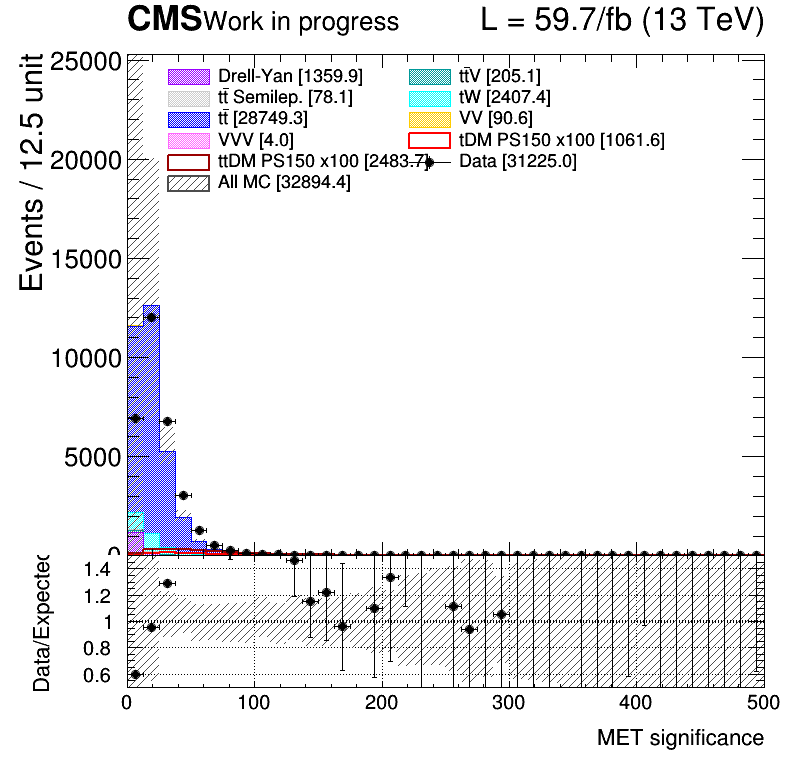 CMS Work in progress L = 59.7/fb (13 TeV)
Events / 12.5 unit
25000
20000
15000
10000
5000
0
Drell-Yan [1359.9] tt̄V [205.1]
tt̄ Semilep. [78.1] tW [2407.4]
tt̄ [28749.3] VV [90.6]
VVV [4.0] tDM PS150 x100 [1061.6]
ttDM PS150 x100 [2483.7] Data [31225.0]
All MC [32894.4]
Data/Expected
1.4
1.2
1
0.8
0.6
0 100 200 300 400 500
MET significance